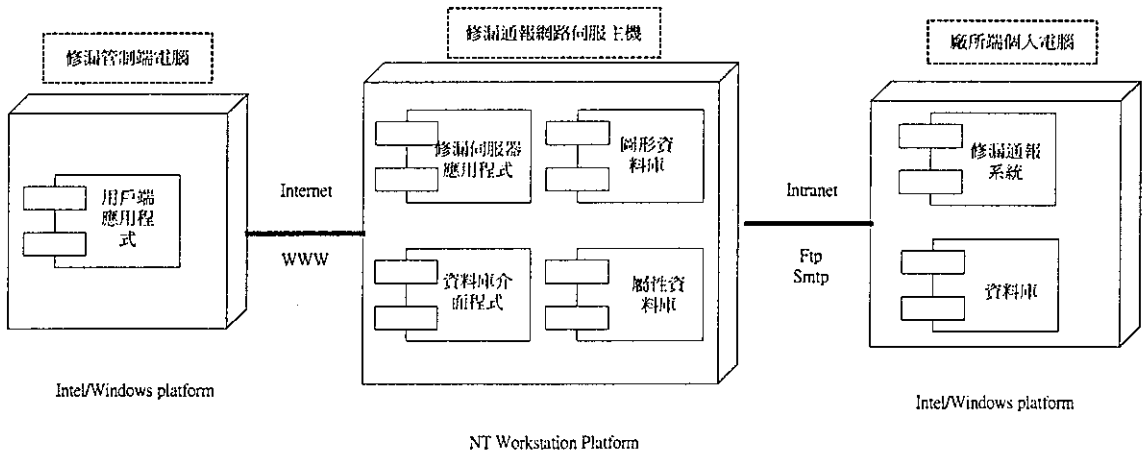 修漏管制端電腦
修漏通報網路伺服主機
廠所端個人電腦
用戶端
應用程
式
Internet
WWW
修漏伺服器
應用程式
圖形資
料庫
資料庫介
面程式
屬性資
料庫
Intranet
Ftp
Smtp
修漏通報
系統
資料庫
Intel/Windows platform
NT Workstation Platform
Intel/Windows platform